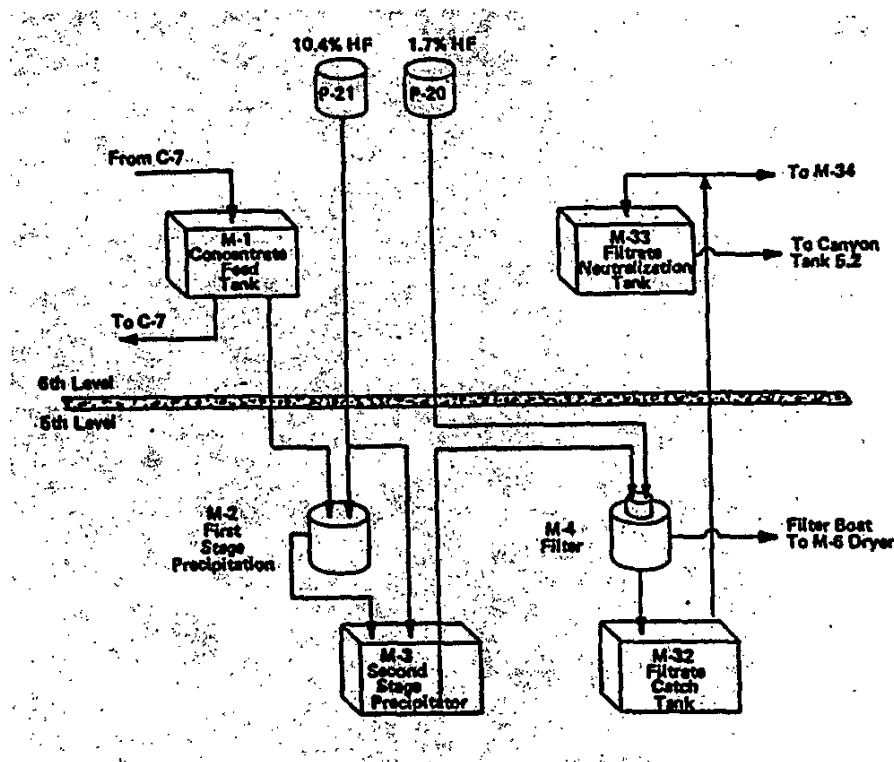 10.4% HF
1.7% HF
P-21
P-20
From C-7
To M-34
M-1
Concentrate
Feed
Tank
M-33
Filtrate
Neutralization
Tank
To Canyon
Tank 5.2
To C-7
6th Level
5th Level
M-2
First
Stage
Precipitation
M-4
Filter
Filter Boat
To M-6 Dryer
M-3
Second
Stage
Precipitator
M-32
Filtrate
Catch
Tank